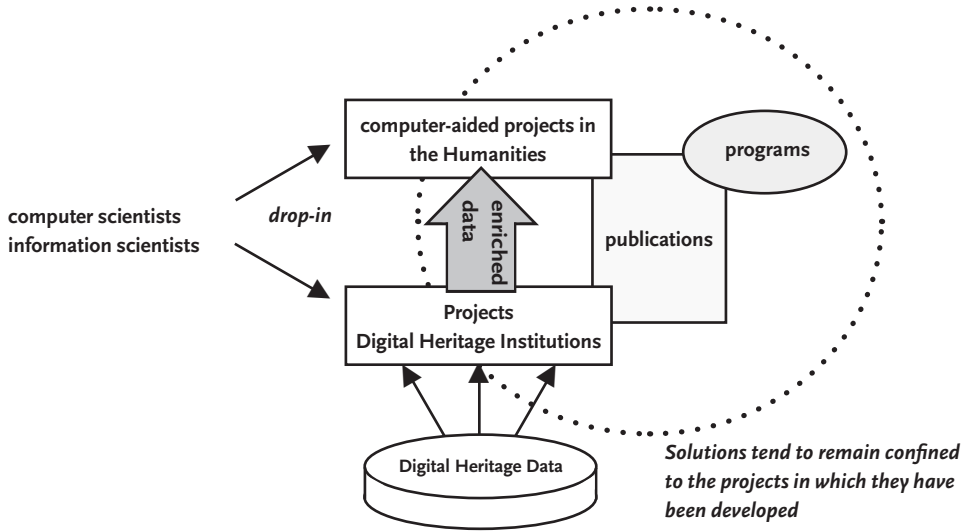 computer-aided projects in
the Humanities
programs
computer scientists
information scientists
drop-in
enriched
data
publications
Projects
Digital Heritage Institutions
Digital Heritage Data
Solutions tend to remain confined
to the projects in which they have
been developed